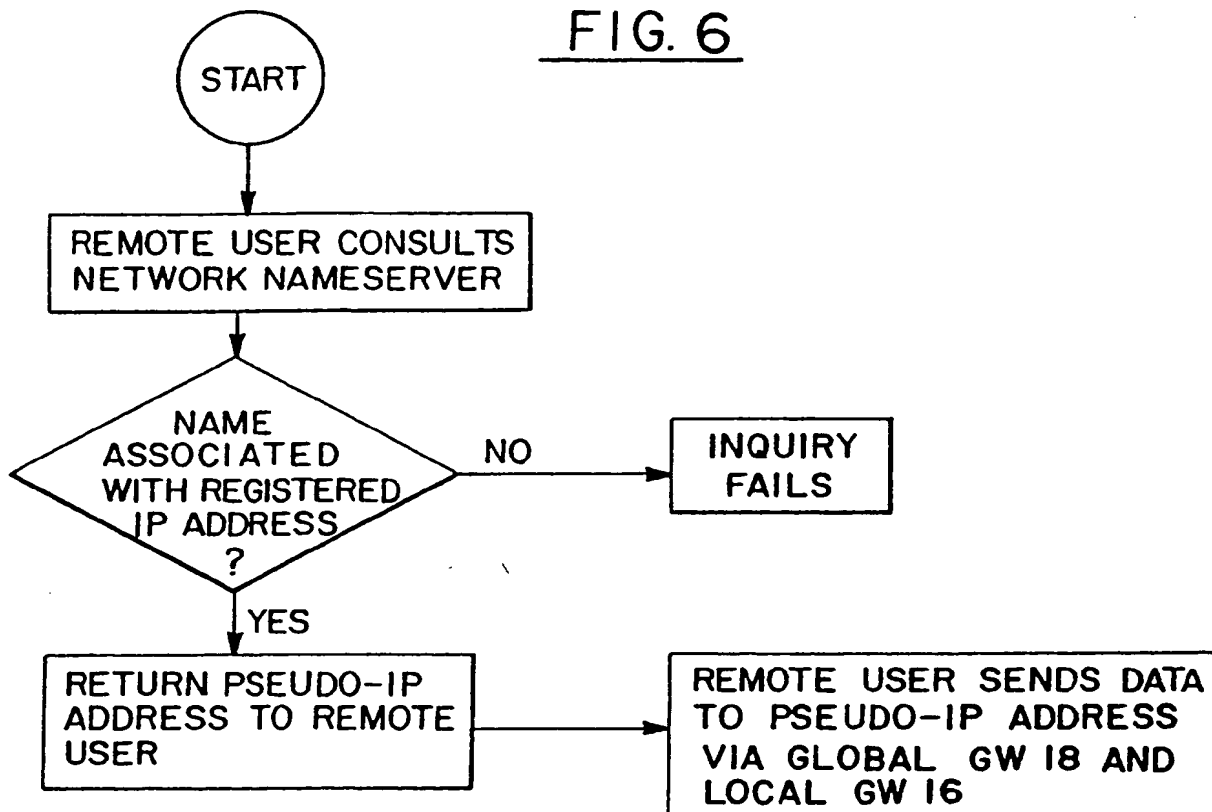 FIG. 6
START
REMOTE USER CONSULTS
NETWORK NAMESERVER
NAME
ASSOCIATED
WITH REGISTERED
IP ADDRESS
?
NO
INQUIRY
FAILS
YES
RETURN PSEUDO-IP
ADDRESS TO REMOTE
USER
REMOTE USER SENDS DATA
TO PSEUDO-IP ADDRESS
VIA GLOBAL GW 18 AND
LOCAL GW 16